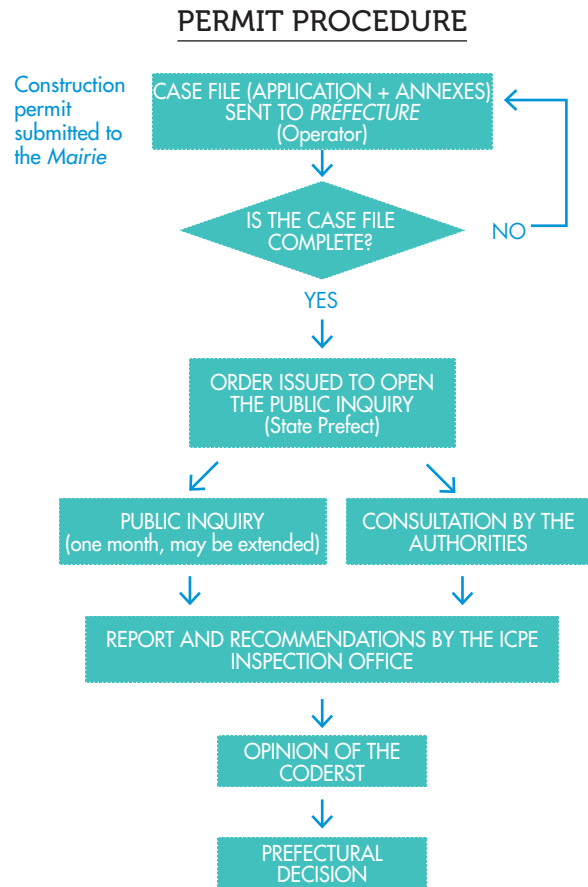 PERMIT PROCEDURE
Construction
permit
submitted to
the Mairie
CASE FILE (APPLICATION + ANNEXES)
SENT TO PRÉFECTURE
(Operator)
IS THE CASE FILE
COMPLETE?
NO
YES
ORDER ISSUED TO OPEN
THE PUBLIC INQUIRY
(State Prefect)
PUBLIC INQUIRY
(one month, may be extended)
CONSULTATION BY THE
AUTHORITIES
REPORT AND RECOMMENDATIONS BY THE ICPE
INSPECTION OFFICE
OPINION OF THE
CODERST
PREFECTURAL
DECISION